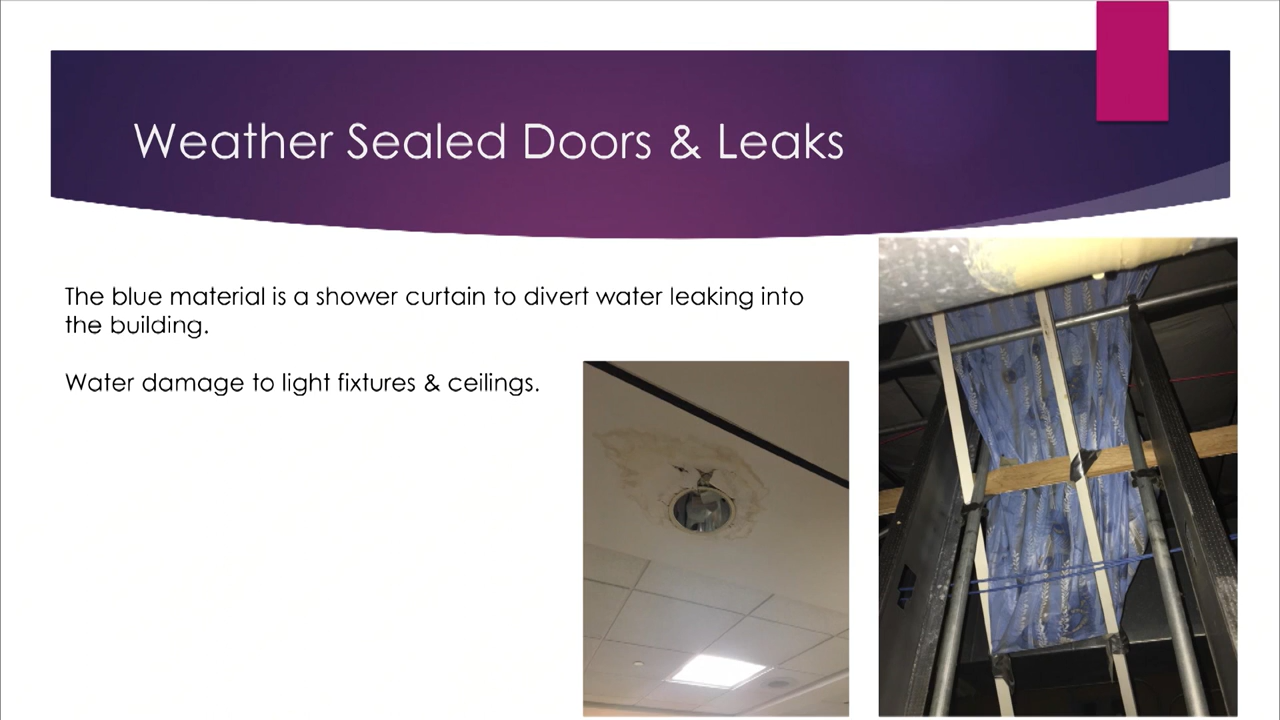 Weather Sealed Doors & Leaks
The blue material is a shower curtain to divert water leaking into
the building.
Water damage to light fixtures & ceilings.